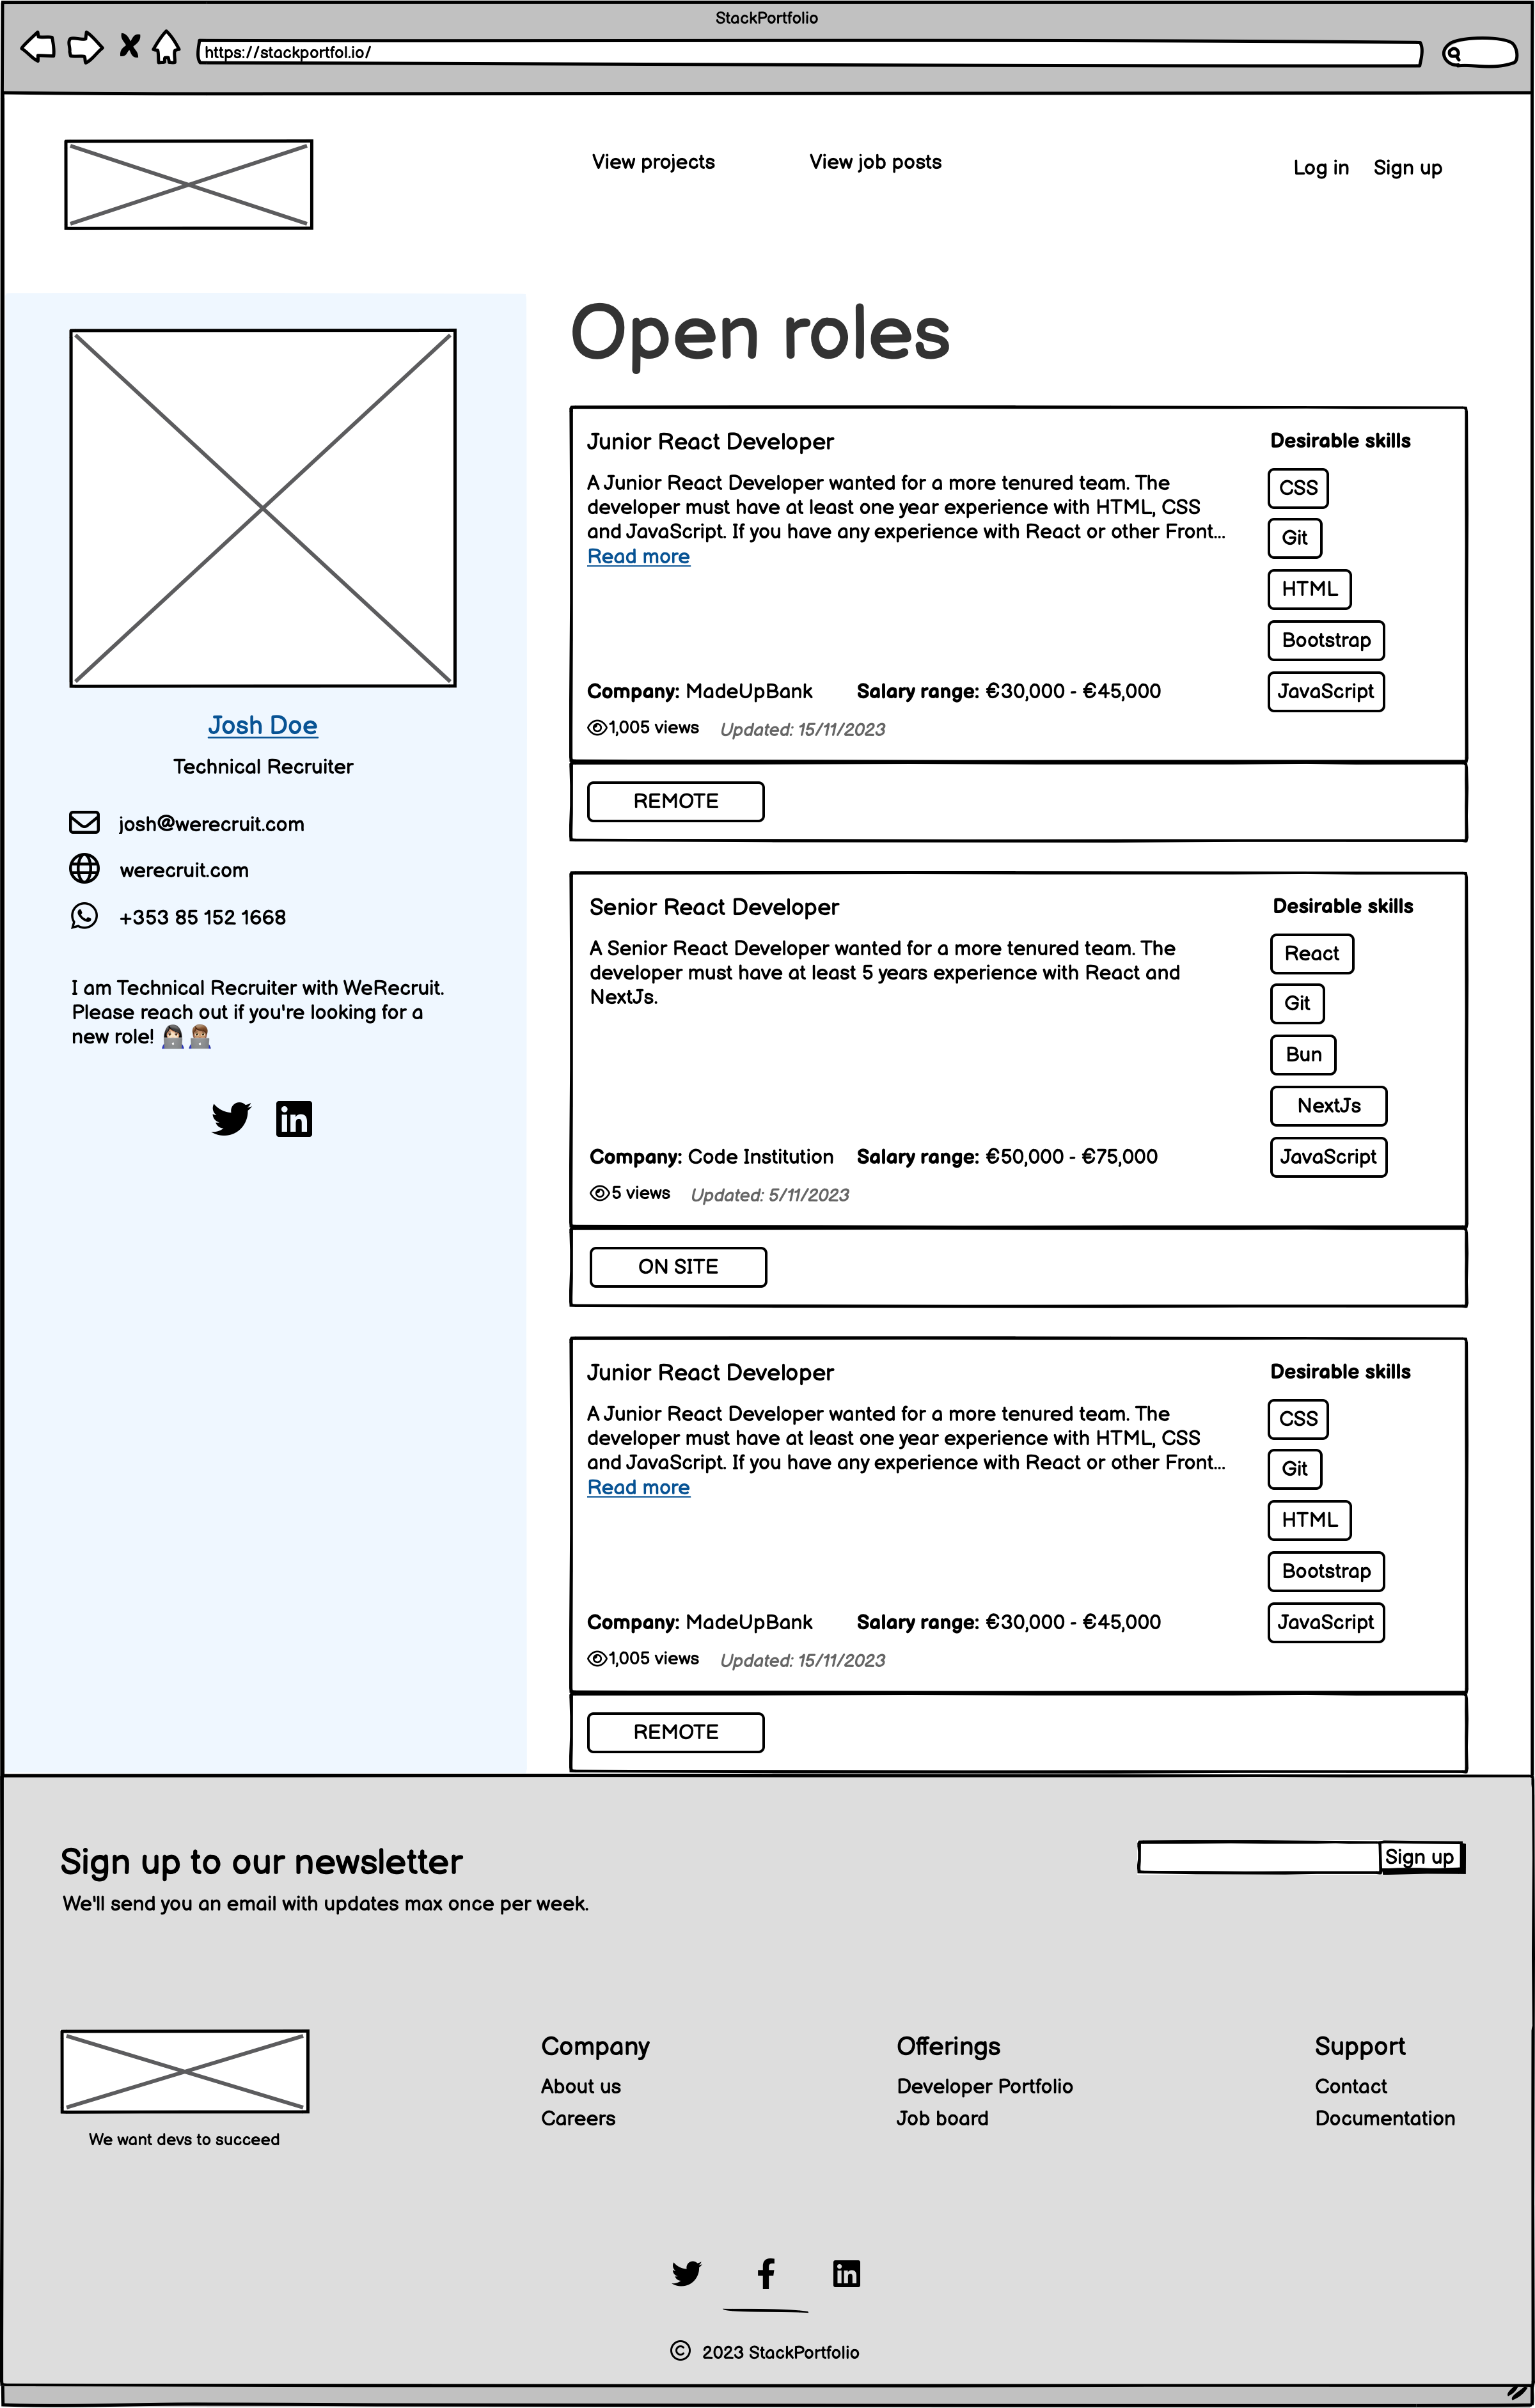 StackPortfolio
https://stackportfol.io/
View projects
View job posts
Log in
Sign up
Josh Doe
Technical Recruiter
josh@werecruit.com
werecruit.com
+353 85 152 1668
I am Technical Recruiter with WeRecruit.
Please reach out if you're looking for a
new role! 👩🏻‍💻👨🏽‍💻
Open roles
Junior React Developer
A Junior React Developer wanted for a more tenured team. The
developer must have at least one year experience with HTML, CSS
and JavaScript. If you have any experience with React or other Front...
Read more
Company: MadeUpBank
Salary range: €30,000 - €45,000
1,005 views
Updated: 15/11/2023
Desirable skills
CSS
Git
HTML
Bootstrap
JavaScript
REMOTE
Senior React Developer
A Senior React Developer wanted for a more tenured team. The
developer must have at least 5 years experience with React and
NextJs.
Company: Code Institution
Salary range: €50,000 - €75,000
5 views
Updated: 5/11/2023
Desirable skills
React
Git
Bun
NextJs
JavaScript
ON SITE
Junior React Developer
A Junior React Developer wanted for a more tenured team. The
developer must have at least one year experience with HTML, CSS
and JavaScript. If you have any experience with React or other Front...
Read more
Company: MadeUpBank
Salary range: €30,000 - €45,000
1,005 views
Updated: 15/11/2023
Desirable skills
CSS
Git
HTML
Bootstrap
JavaScript
REMOTE
Sign up to our newsletter
We'll send you an email with updates max once per week.
Sign up
We want devs to succeed
Company
About us
Careers
Offerings
Developer Portfolio
Job board
Support
Contact
Documentation
© 2023 StackPortfolio